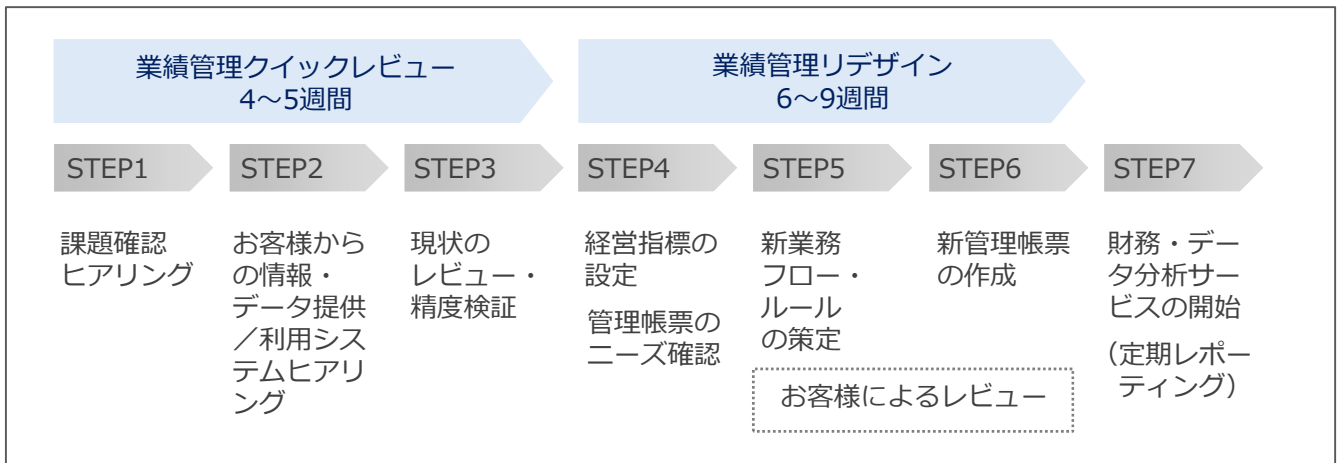 業績管理クイックレビュー
4～5週間
業績管理リデザイン
6～9週間
STEP1
STEP2
STEP3
STEP4
STEP5
STEP6
STEP7
課題確認
ヒアリング
お客様から
の情報・
データ提供
／利用シス
テムヒアリ
ング
現状の
レビュー・
精度検証
経営指標の
設定
管理帳票の
ニーズ確認
新業務
フロー・
ルール
の策定
新管理帳票
の作成
お客様によるレビュー
財務・デー
タ分析サー
ビスの開始
（定期レポー
ティング）